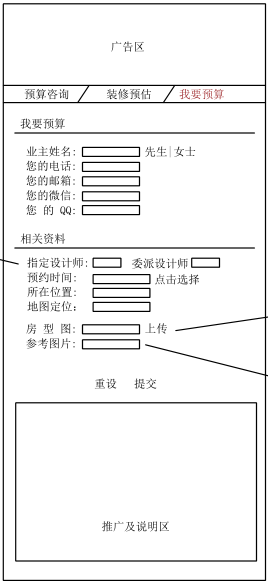 广告区
预算咨询 装修预估 我要预算
我要预算
业主姓名: 先生|女士
您的电话:
您的邮箱:
您的微信:
您 的 QQ:
相关资料
指定设计师: 委派设计师
预约时间: 点击选择
所在位置:
地图定位:
房 型 图: 上传
参考图片:
重设 提交
推广及说明区